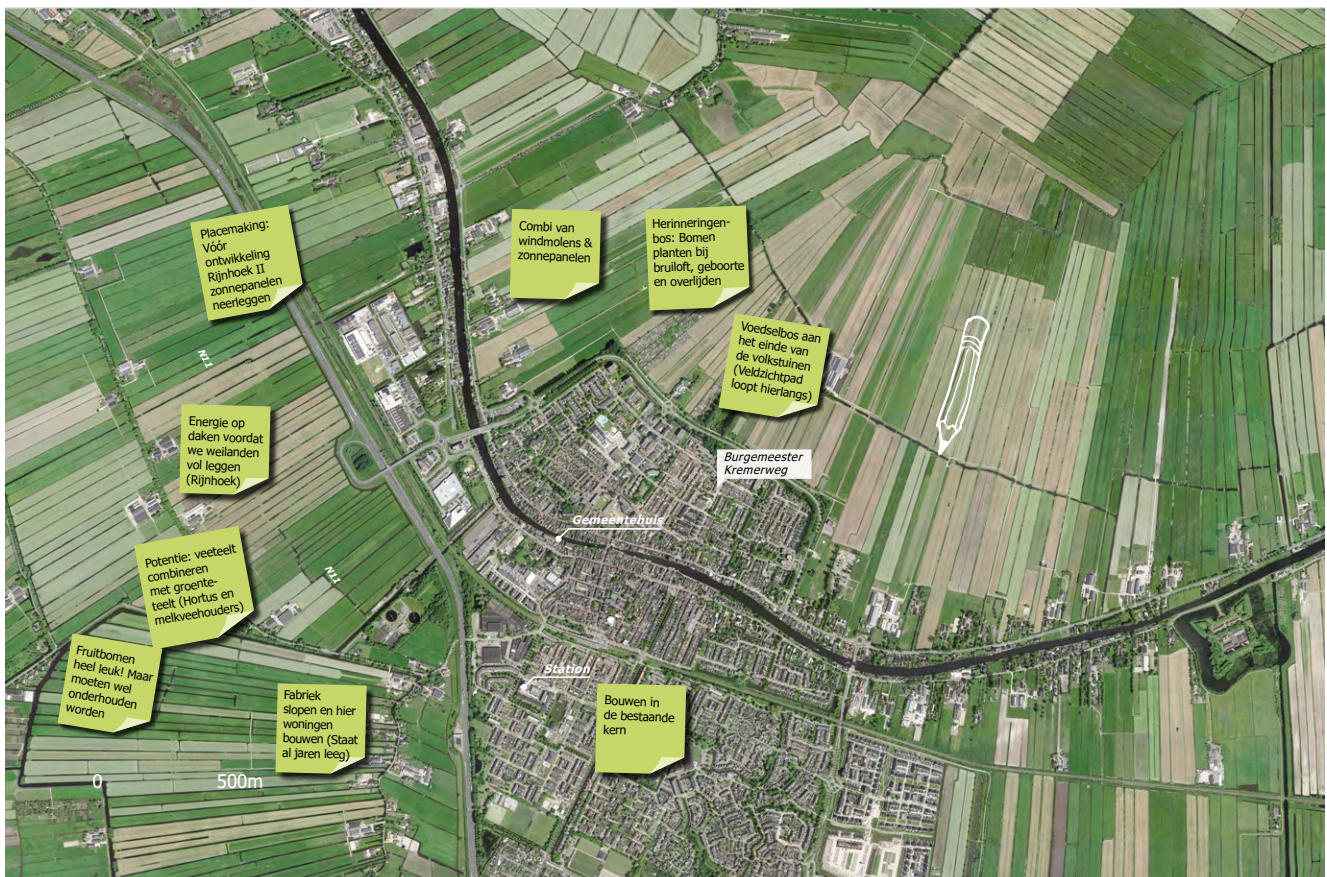 Placemaking:
Vóór
ontwikkeling
Rijnhoek II
zonnepanelen
neerleggen
Combi van
windmolens &
zonnepanelen
Herinneringen-
bos: Bomen
planten bij
bruiloft, geboorte
en overlijden
Voedselbos aan
het einde van
de volkstuinen
(Veldzichtpad
loopt hierlangs)
N11
Energie op
daken voordat
we weilanden
vol leggen
(Rijnhoek)
Burgemeester
Kremerweg
Gemeentehuis
Potentie: veeteelt
combineren
met groente-
teelt (Hortus en
melkveehouders)
N11
Fruitbomen
heel leuk! Maar
moeten wel
onderhouden
worden
Station
Fabriek
slopen en hier
woningen
bouwen (Staat
al jaren leeg)
Bouwen in
de bestaande
kern
0 500m